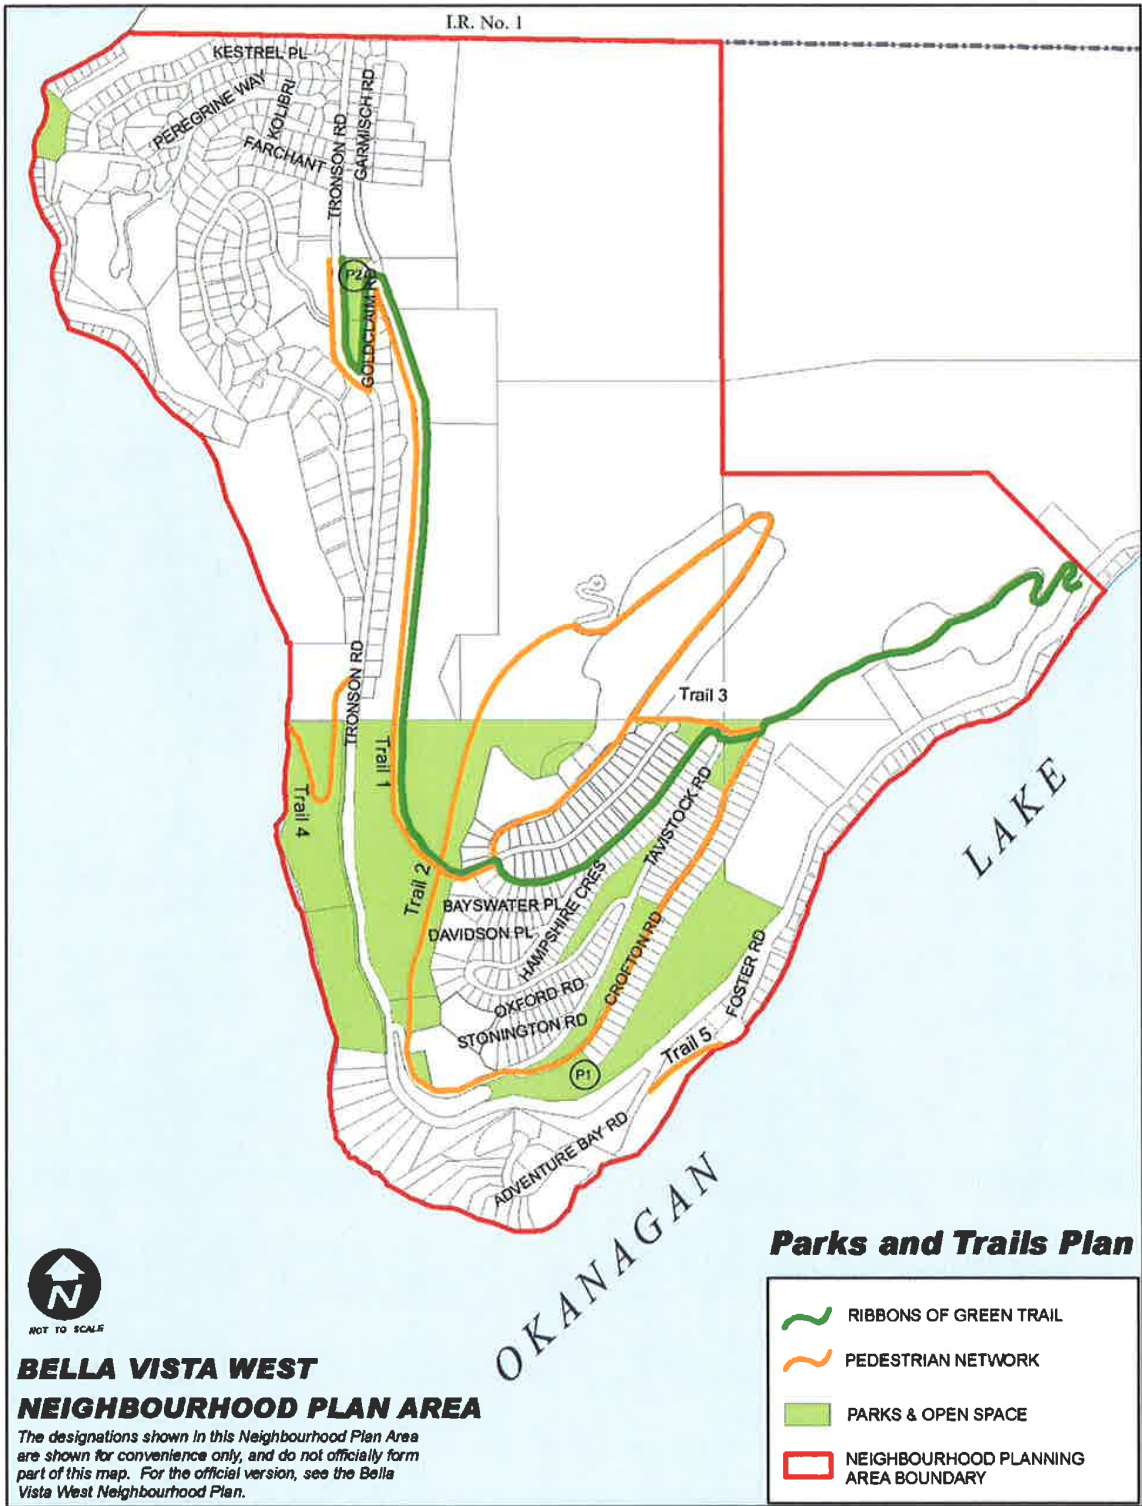 I.R. No. 1
KESTREL PL
PEREGRINE WAY
KOLIBRI
FARCHANT
TRONSON RD
GARMISCH RD
P2
GOLDCLAIM RD
TRONSON RD
Trail 1
Trail 4
Trail 3
Trail 2
TAVISTOCK RD
BAYSWATER PL
DAVIDSON PL
HAMPSHIRE CRES
OXFORD RD
STONINGTON RD
CROFTON RD
FOSTER RD
Trail 5
P1
ADVENTURE BAY RD
OKANAGAN
LAKE
Parks and Trails Plan
RIBBONS OF GREEN TRAIL
PEDESTRIAN NETWORK
PARKS & OPEN SPACE
NEIGHBOURHOOD PLANNING
AREA BOUNDARY
N
NOT TO SCALE
BELLA VISTA WEST
NEIGHBOURHOOD PLAN AREA
The designations shown in this Neighbourhood Plan Area
are shown for convenience only, and do not officially form
part of this map. For the official version, see the Bella
Vista West Neighbourhood Plan.